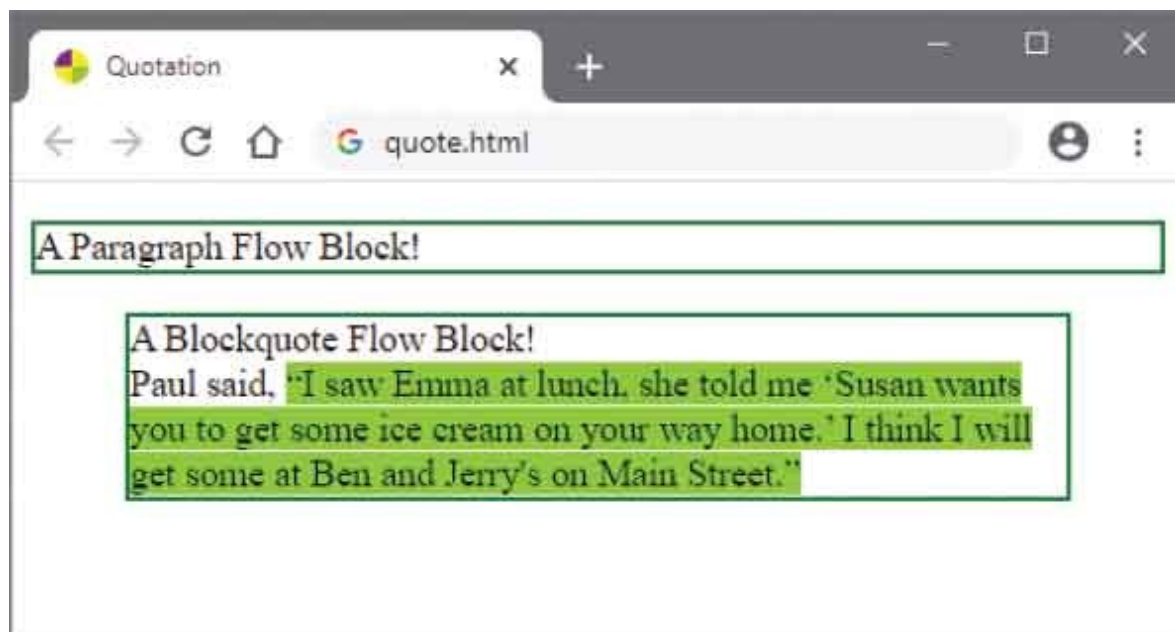 Quotation
quote.html
A Paragraph Flow Block!
A Blockquote Flow Block!
Paul said, “I saw Emma at lunch, she told me ‘Susan wants
you to get some ice cream on your way home.’ I think I will
get some at Ben and Jerry's on Main Street.”